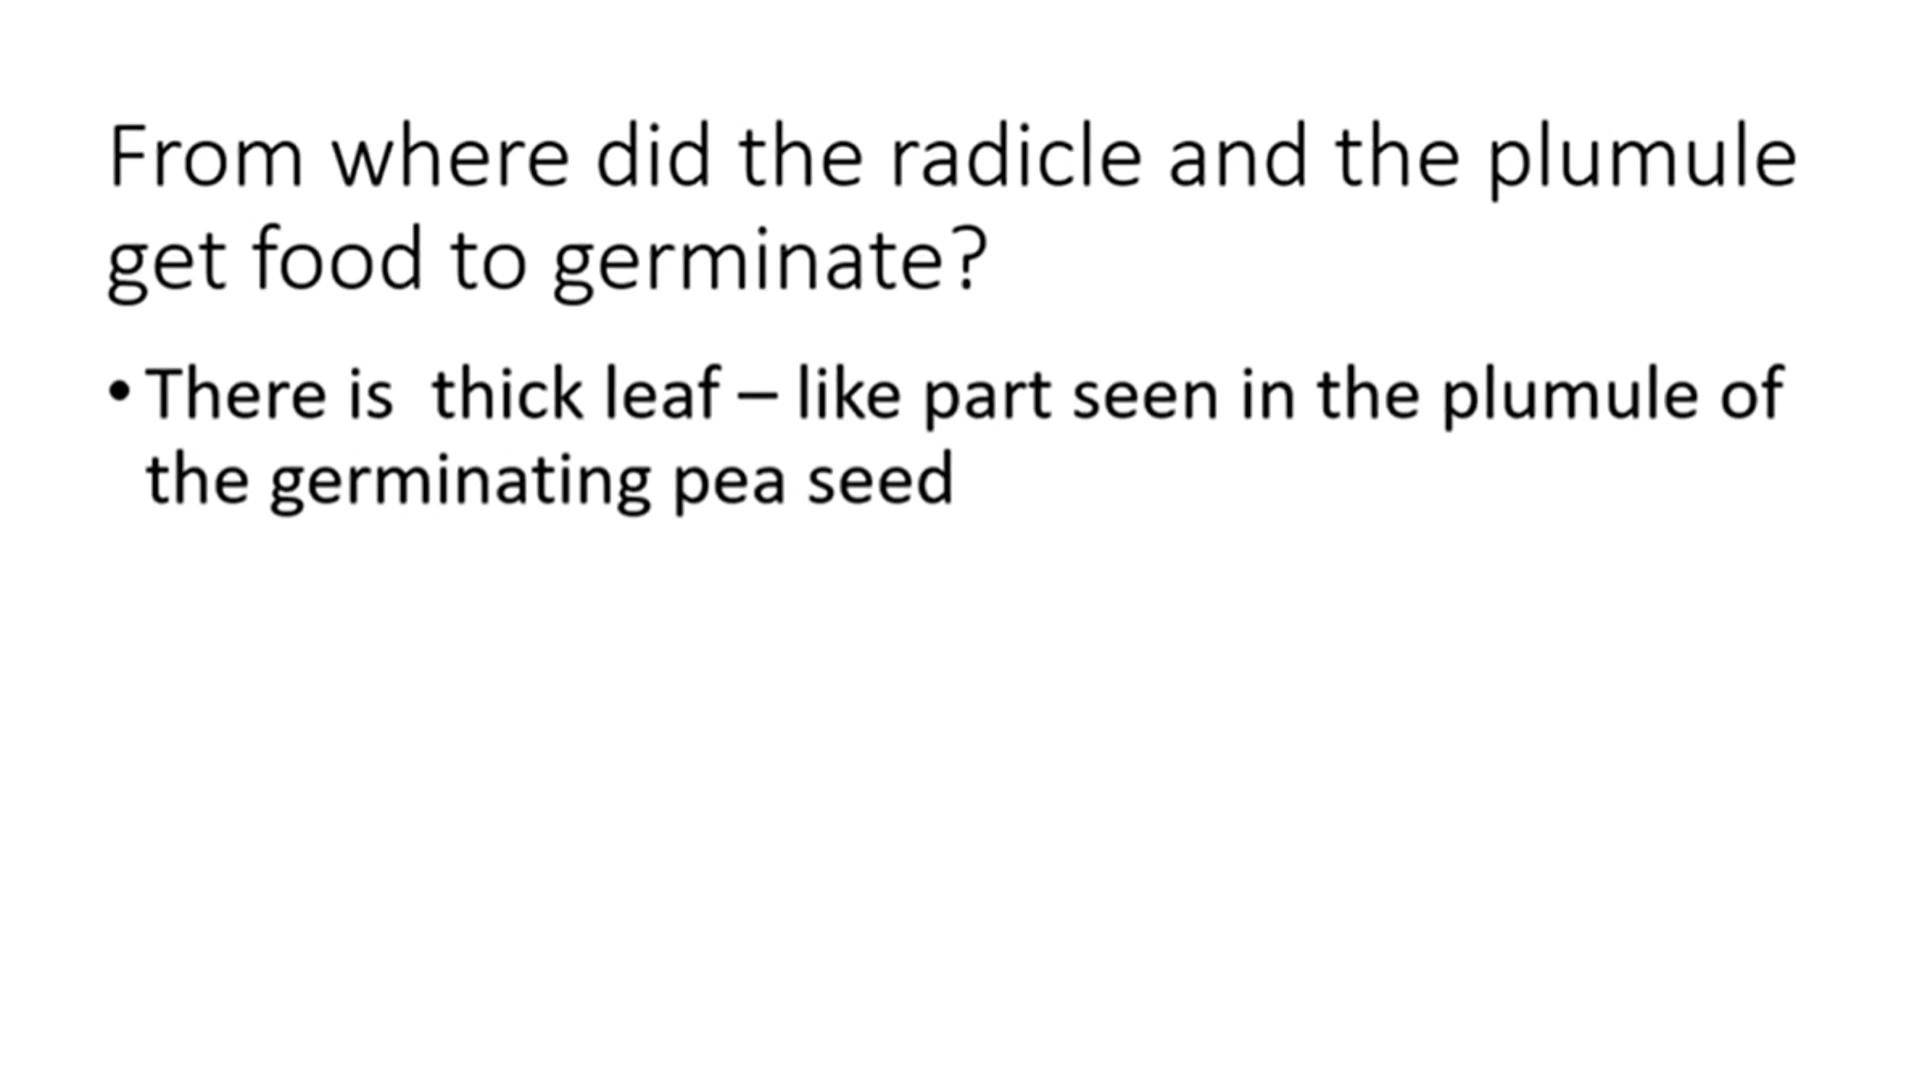 From where did the radicle and the plumule
get food to germinate?
• There is  thick leaf – like part seen in the plumule of
the germinating pea seed